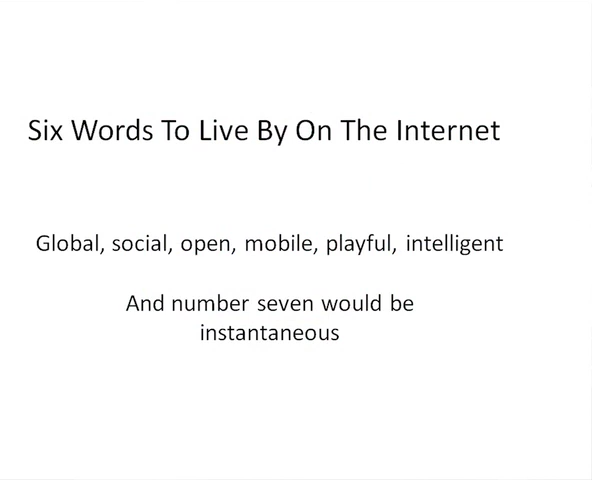 Six Words To Live By On The Internet
Global, social, open, mobile, playful, intelligent
And number seven would be
instantaneous